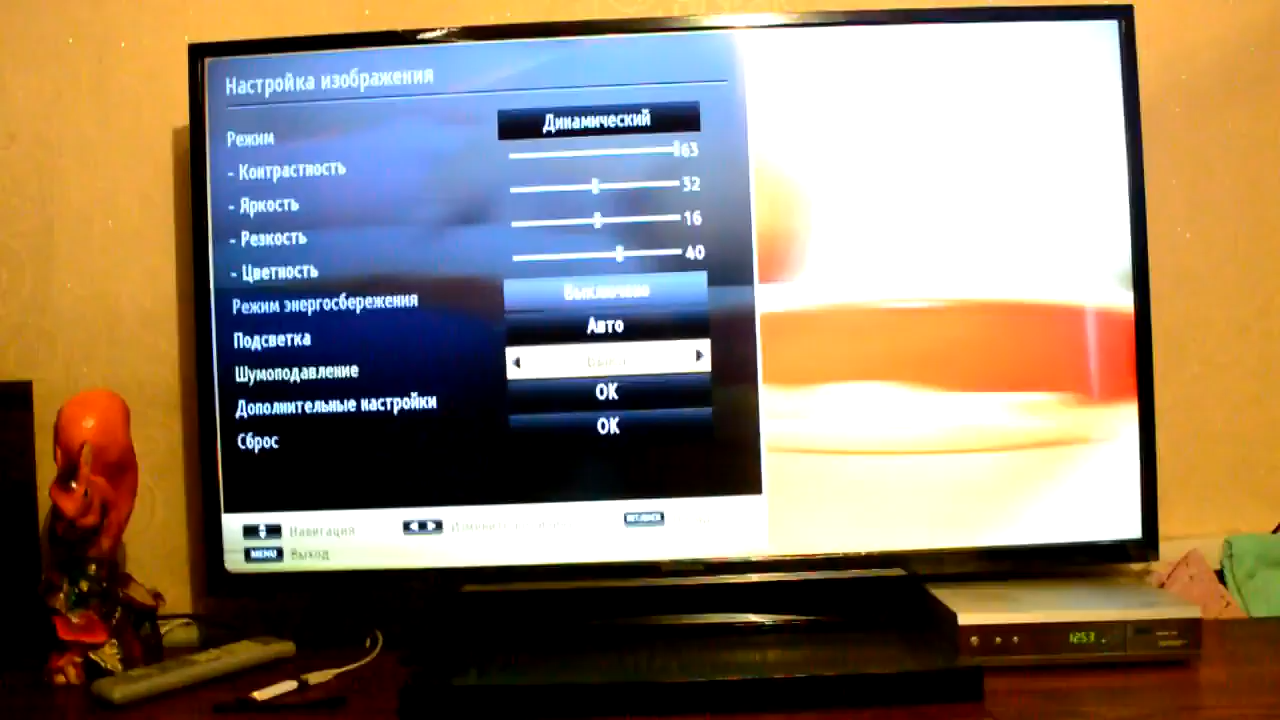 Настройка изображения
Режим Динамический
- Контрастность 63
- Яркость 32
- Резкость 16
- Цветность 40
Режим энергосбережения Выключено
Подсветка Авто
Шумоподавление
Дополнительные настройки OK
Сброс OK
Навигация
MENU Выход
1253